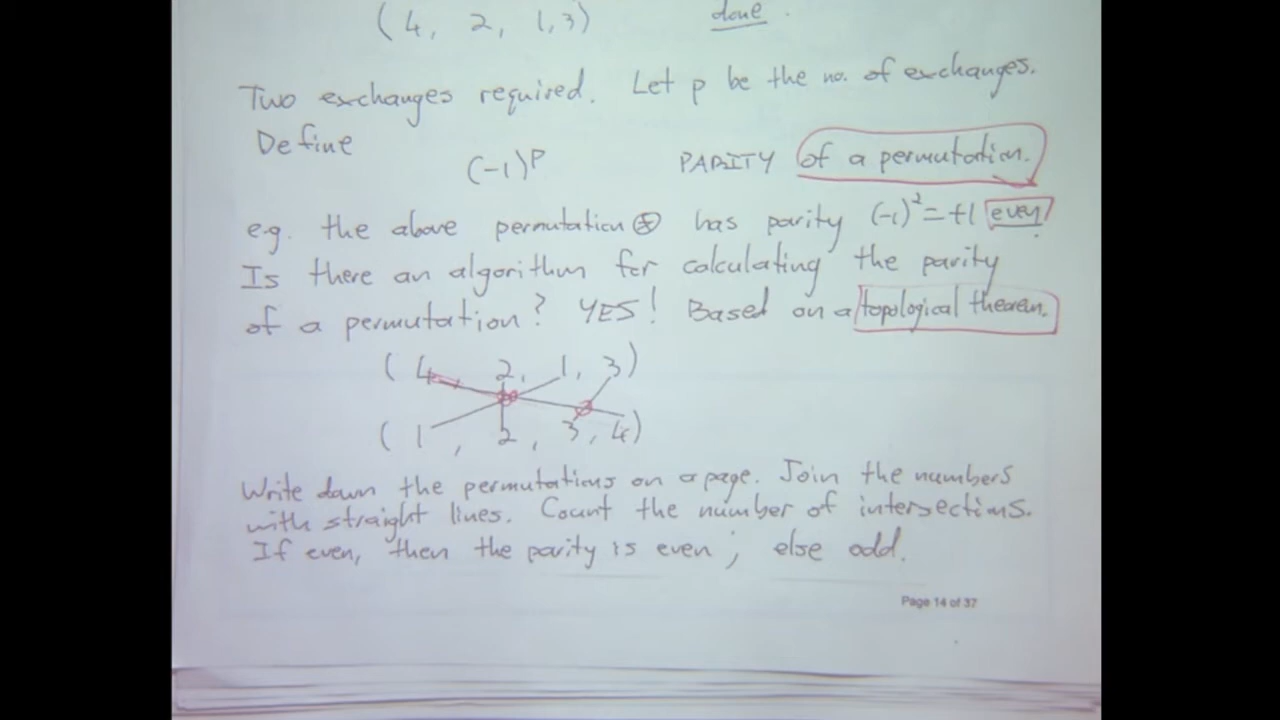 (4, 2, 1,3) done.
Two exchanges required. Let p be the no. of exchanges.
Define
(-1)^p PARITY of a permutation.
e.g. the above permutation ⊛ has parity (-1)^2 = +1 even.
Is there an algorithm for calculating the parity
of a permutation? YES! Based on a topological theorem.
(4 2, 1, 3)
(1, 2, 3, 4)
Write down the permutations on a page. Join the numbers
with straight lines. Count the number of intersections.
If even, then the parity is even; else odd.
Page 14 of 37